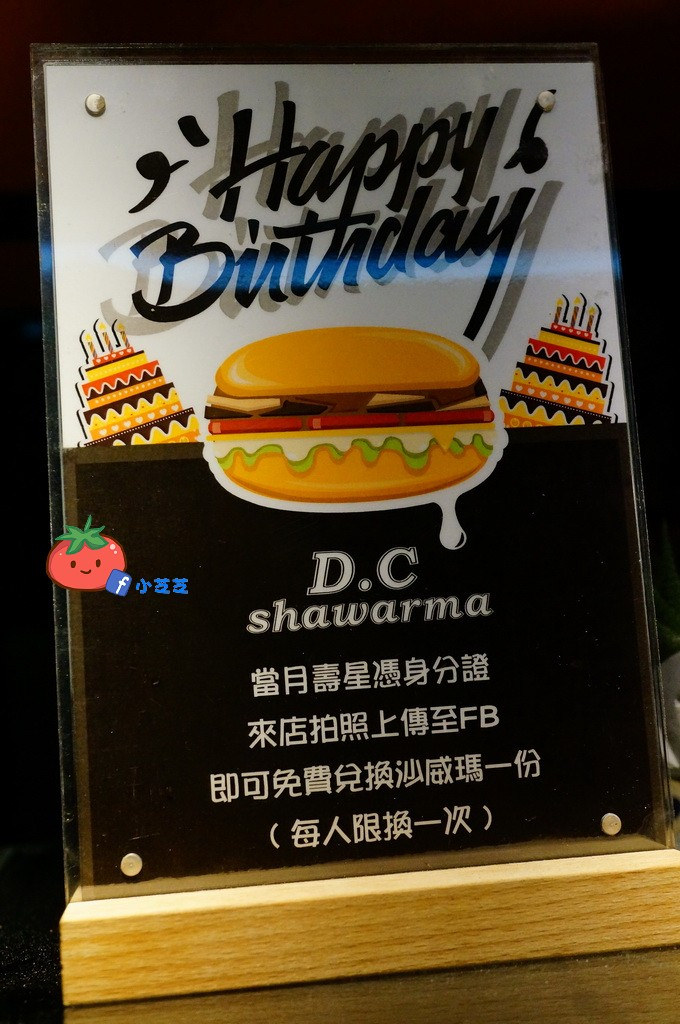 Happy
Birthday
小芝芝
D.C
shawarma
當月壽星憑身分證
來店拍照上傳至FB
即可免費兌換沙威瑪一份
（每人限換一次）